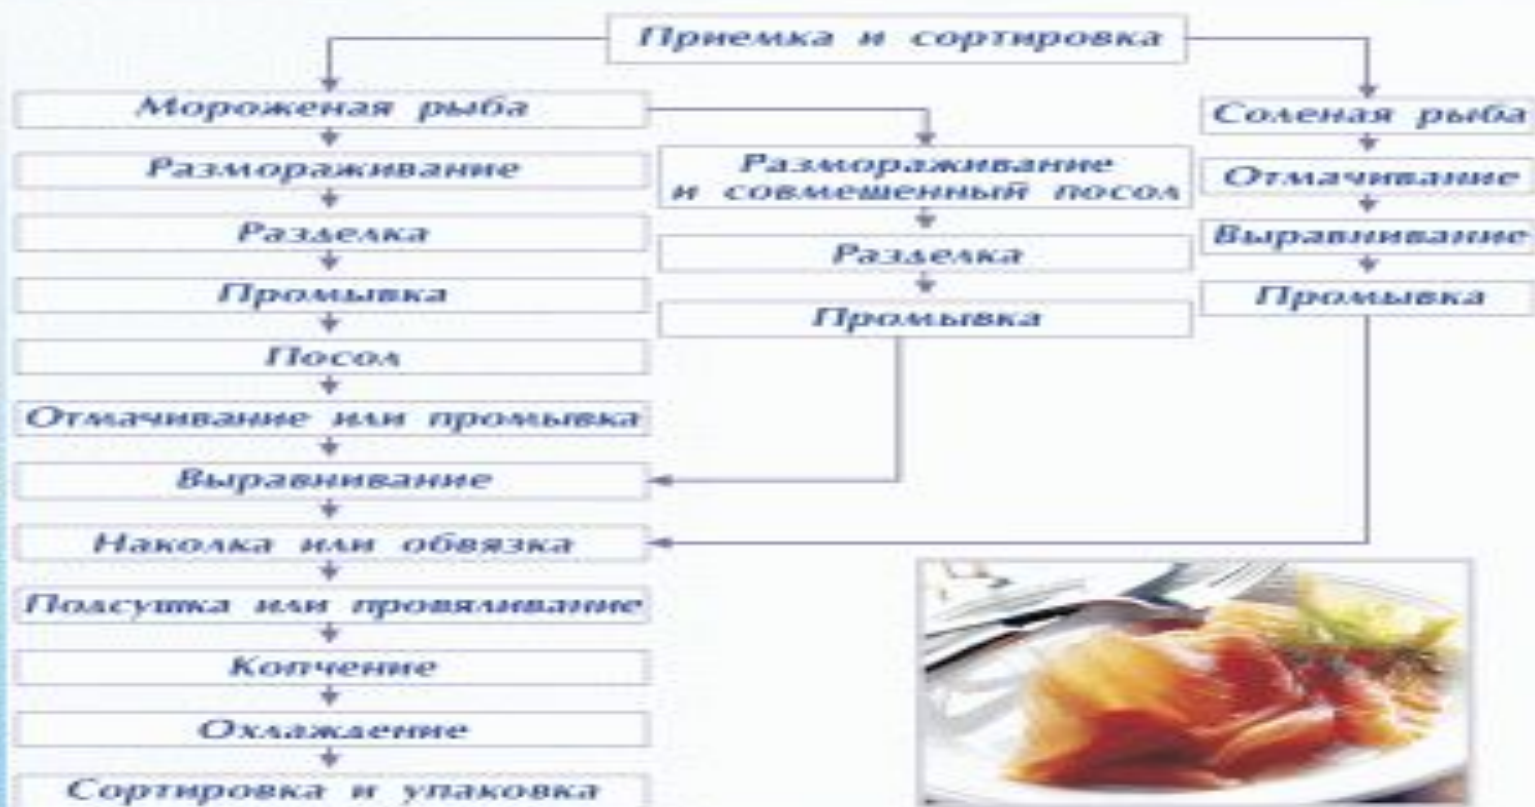 Приемка и сортировка
Мороженая рыба
Размораживание
Разделка
Промывка
Посол
Отмачивание или промывка
Выравнивание
Наколка или обвязка
Подсушка или провяливание
Копчение
Охлаждение
Сортировка и упаковка
Размораживание
и совмещенный посол
Разделка
Промывка
Соленая рыба
Отмачивание
Выравнивание
Промывка